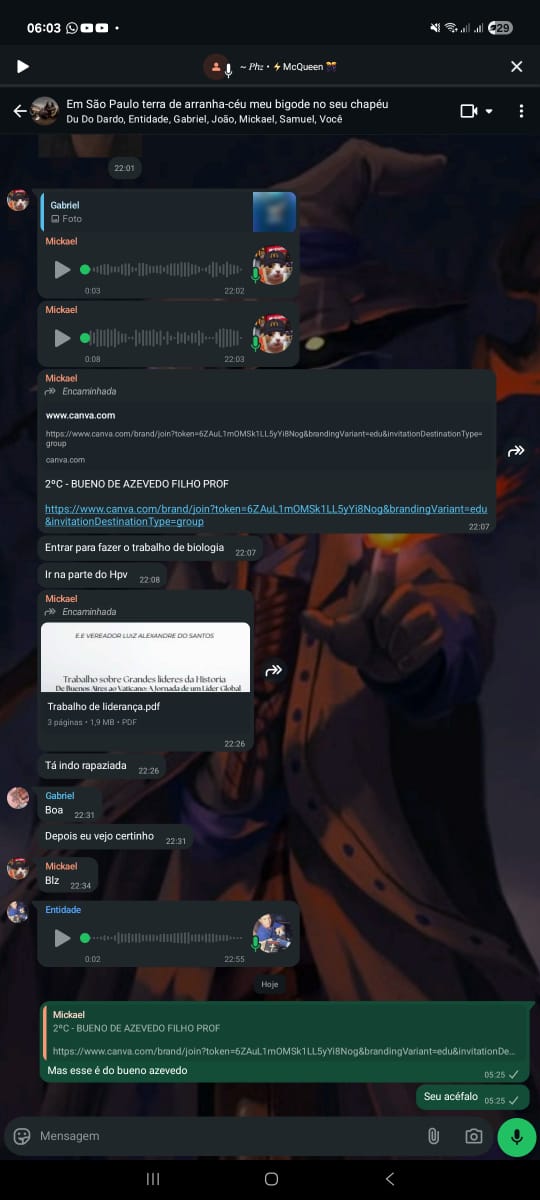 06:03
29
~ Phz • ⚡ McQueen
Em São Paulo terra de arranha-céu meu bigode no seu chapéu
Du Do Dardo, Entidade, Gabriel, João, Mickael, Samuel, Você
22:01
Gabriel
Foto
Mickael
0:03 22:02
Mickael
0:08 22:03
Mickael
Encaminhada
www.canva.com
https://www.canva.com/brand/join?token=6ZAuL1mOMSk1LL5yYi8Nog&brandingVariant=edu&invitationDestinationType=
group
canva.com
2ºC - BUENO DE AZEVEDO FILHO PROF
https://www.canva.com/brand/join?token=6ZAuL1mOMSk1LL5yYi8Nog&brandingVariant=edu
&invitationDestinationType=group
22:07
Entrar para fazer o trabalho de biologia 22:07
Ir na parte do Hpv 22:08
Mickael
Encaminhada
E.E VEREADOR LUIZ ALEXANDRE DO SANTOS
Trabalho sobre Grandes lideres da Historia
De Buenos Aires ao Vaticano: A Jornada de um Lider Global
Trabalho de liderança.pdf
3 páginas • 1,9 MB • PDF
22:26
Tá indo rapaziada 22:26
Gabriel
Boa 22:31
Depois eu vejo certinho 22:31
Mickael
Blz 22:34
Entidade
0:02 22:55
Hoje
Mickael
2ºC - BUENO DE AZEVEDO FILHO PROF
https://www.canva.com/brand/join?token=6ZAuL1mOMSk1LL5yYi8Nog&brandingVariant=edu&invitationDe...
Mas esse é do bueno azevedo 05:25
Seu acéfalo 05:25
Mensagem